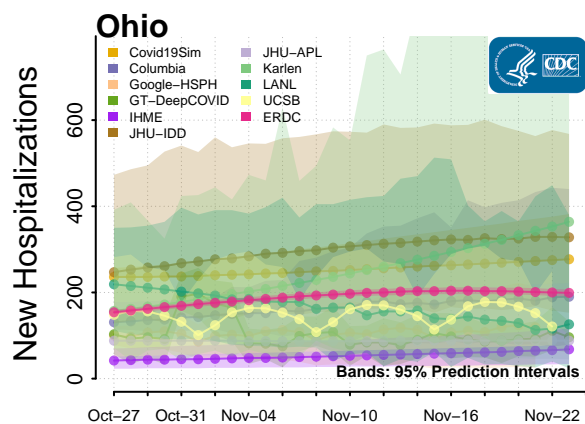 Ohio
Covid19Sim
Columbia
Google–HSPH
GT–DeepCOVID
IHME
JHU–IDD
JHU–APL
Karlen
LANL
UCSB
ERDC
CDC
New Hospitalizations
600
400
200
0
Bands: 95% Prediction Intervals
Oct–27 Oct–31 Nov–04 Nov–10 Nov–16 Nov–22